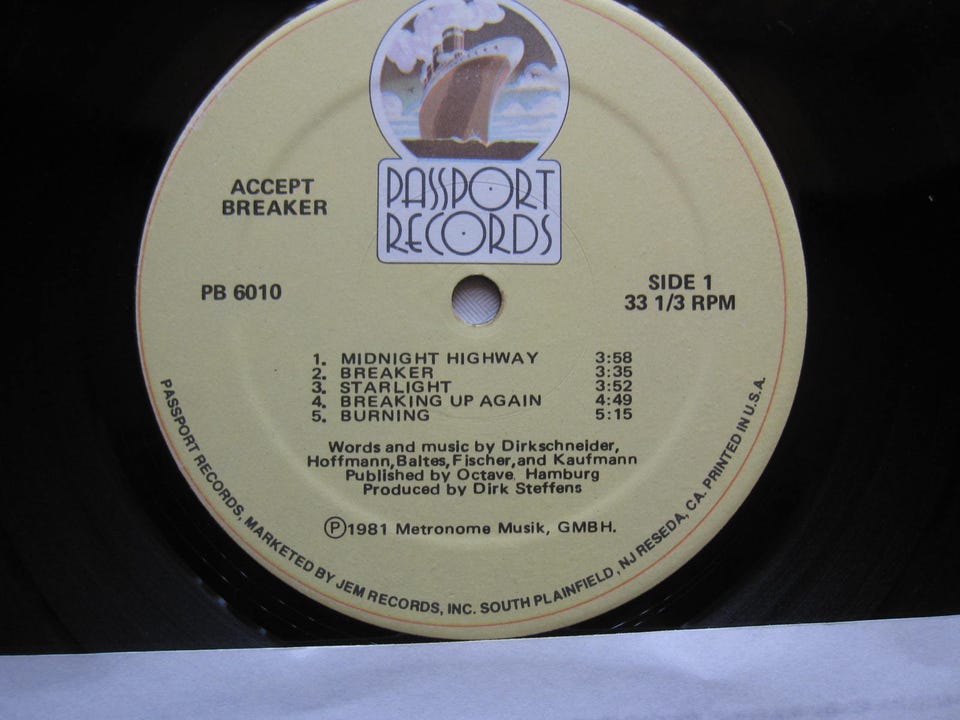 PASSPORT
RECORDS
ACCEPT
BREAKER
PB 6010
SIDE 1
33 1/3 RPM
1. MIDNIGHT HIGHWAY 3:58
2. BREAKER 3:35
3. STARLIGHT 3:52
4. BREAKING UP AGAIN 4:49
5. BURNING 5:15
Words and music by Dirkschneider,
Hoffmann,Baltes,Fischer,and Kaufmann
Published by Octave, Hamburg
Produced by Dirk Steffens
Ⓟ1981 Metronome Musik, GMBH.
PASSPORT RECORDS, MARKETED BY JEM RECORDS, INC. SOUTH PLAINFIELD, NJ RESEDA, CA. PRINTED IN U.S.A.